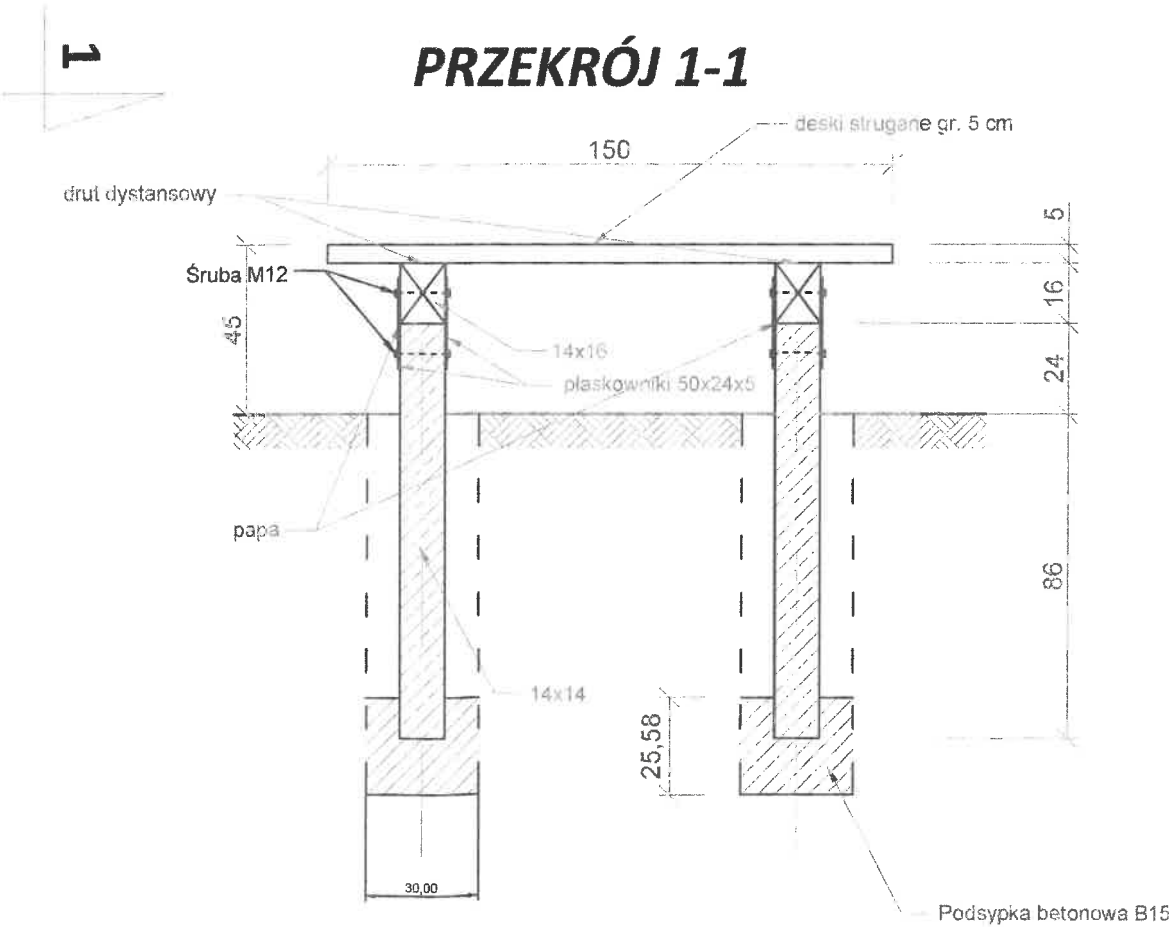 1
PRZEKRÓJ 1-1
deski strugane gr. 5 cm
150
drut dystansowy
5
Śruba M12
16
45
14x16
24
płaskowniki 50x24x5
papa
86
14x14
25,58
30,00
Podsypka betonowa B15